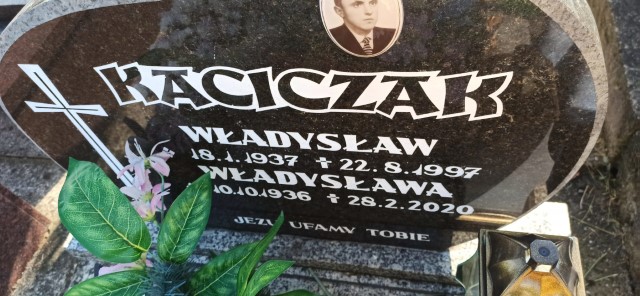 KACICZAK
WŁADYSŁAW
18.1.1937 ✝ 22.8.1997
WŁADYSŁAWA
10.10.1936 ✝ 28.2.2020
JEZU UFAMY TOBIE